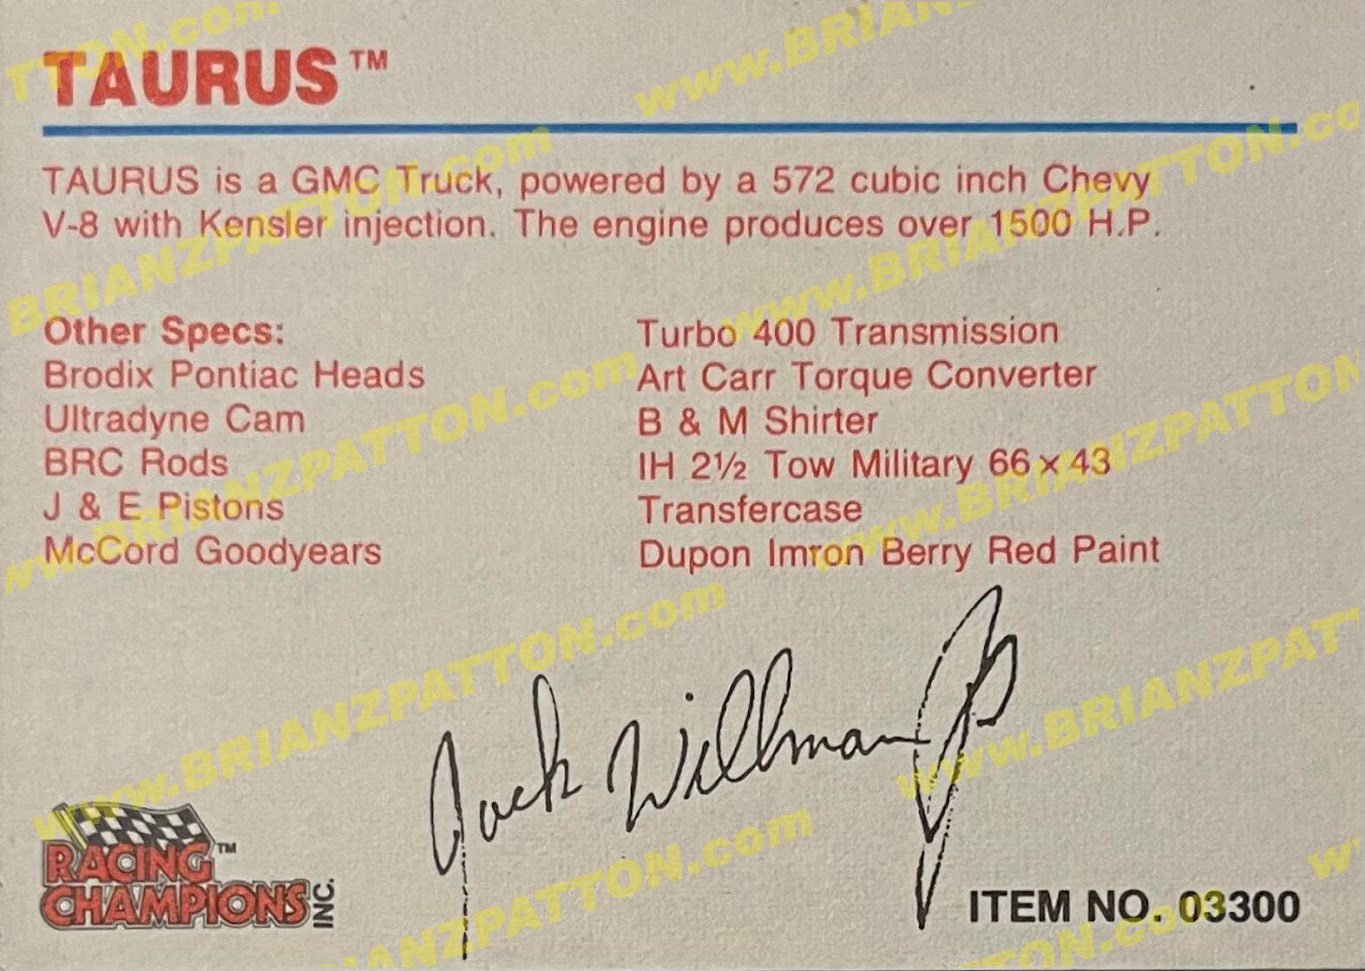 TAURUS™
TAURUS is a GMC Truck, powered by a 572 cubic inch Chevy
V-8 with Kensler injection. The engine produces over 1500 H.P.
Other Specs:
Brodix Pontiac Heads
Ultradyne Cam
BRC Rods
J & E Pistons
McCord Goodyears
Turbo 400 Transmission
Art Carr Torque Converter
B & M Shirter
IH 2½ Tow Military 66 x 43
Transfercase
Dupon Imron Berry Red Paint
Jack Willman Jr
RACING™
CHAMPIONS INC.
ITEM NO. 03300
www.BRIANZPATTON.com